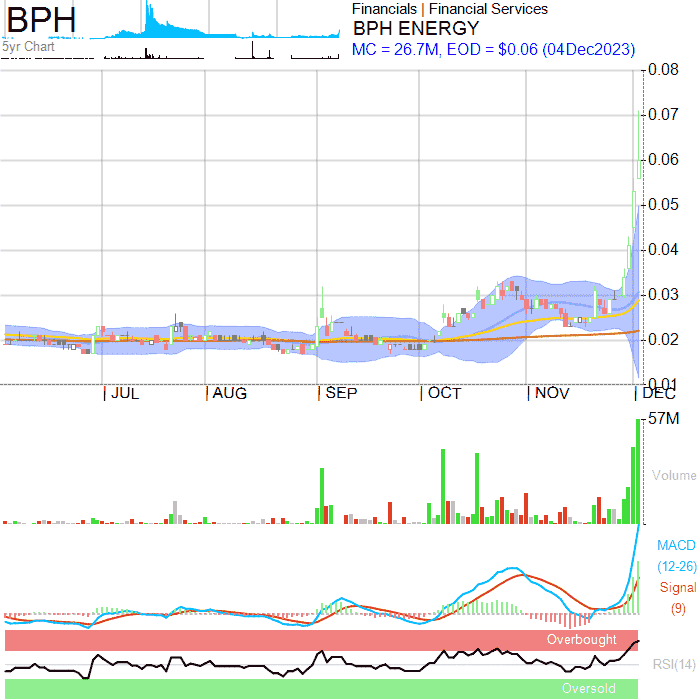 BPH
5yr Chart
Financials | Financial Services
BPH ENERGY
MC = 26.7M, EOD = $0.06 (04Dec2023)
0.08
0.07
0.06
0.05
0.04
0.03
0.02
0.01
| JUL | AUG | SEP | OCT | NOV | DEC
57M
Volume
MACD
(12-26)
Signal
(9)
Overbought
RSI(14)
Oversold